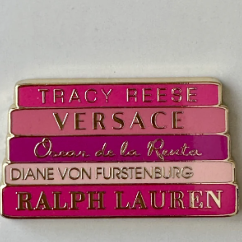 TRACY REESE
VERSACE
Oscar de la Renta
DIANE VON FURSTENBURG
RALPH LAUREN